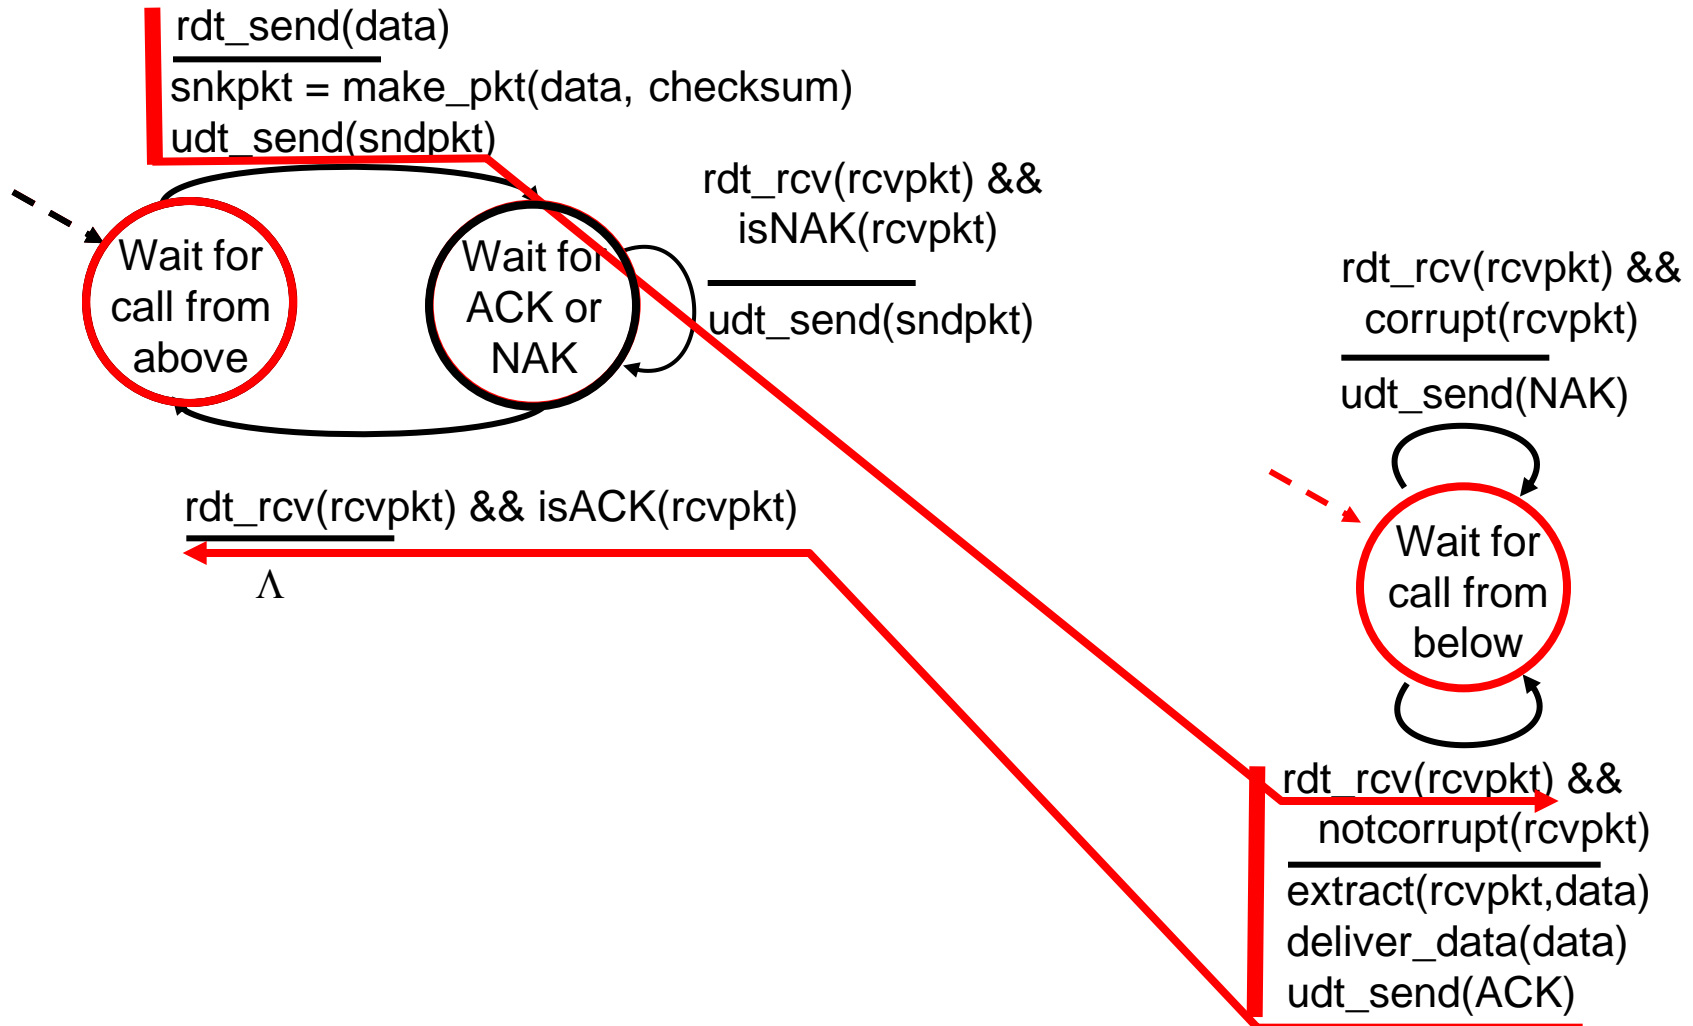 rdt_send(data)
snkpkt = make_pkt(data, checksum)
udt_send(sndpkt)
rdt_rcv(rcvpkt) &&
isNAK(rcvpkt)
udt_send(sndpkt)
Wait for
call from
above
Wait for
ACK or
NAK
rdt_rcv(rcvpkt) && isACK(rcvpkt)
Λ
rdt_rcv(rcvpkt) &&
corrupt(rcvpkt)
udt_send(NAK)
Wait for
call from
below
rdt_rcv(rcvpkt) &&
notcorrupt(rcvpkt)
extract(rcvpkt,data)
deliver_data(data)
udt_send(ACK)